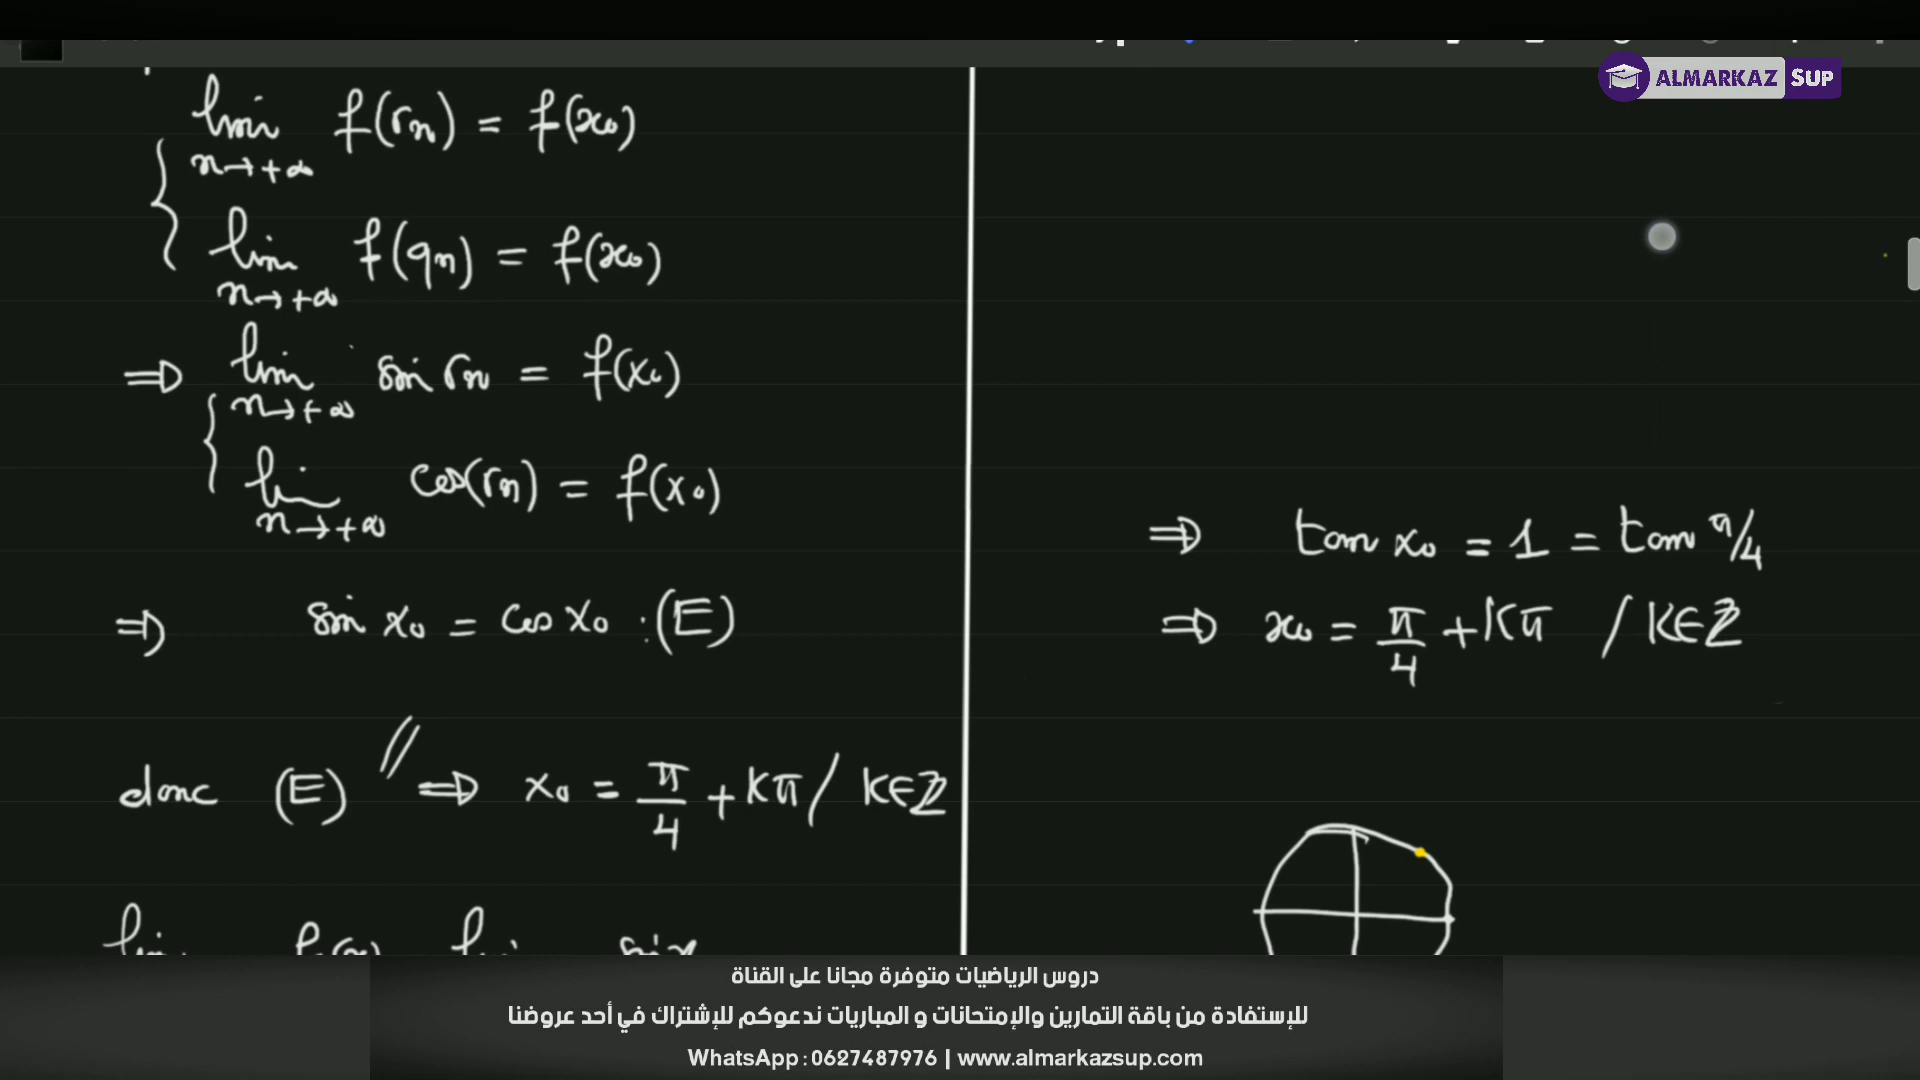 lim f(rn) = f(x0)
n→+∞
lim f(qn) = f(x0)
n→+∞
⇒ lim sin rn = f(x0)
n→+∞
lim cos(rn) = f(x0)
n→+∞
⇒ sin x0 = cos x0 : (E)
donc (E) ⇒ x0 = π/4 + kπ / k∈ℤ
⇒ tan x0 = 1 = tan π/4
⇒ x0 = π/4 + kπ / k∈ℤ
ALMARKAZ SUP
دروس الرياضيات متوفرة مجانا على القناة
للإستفادة من باقة التمارين والإمتحانات و المباريات ندعوكم للإشتراك في أحد عروضنا
WhatsApp : 0627487976 | www.almarkazsup.com